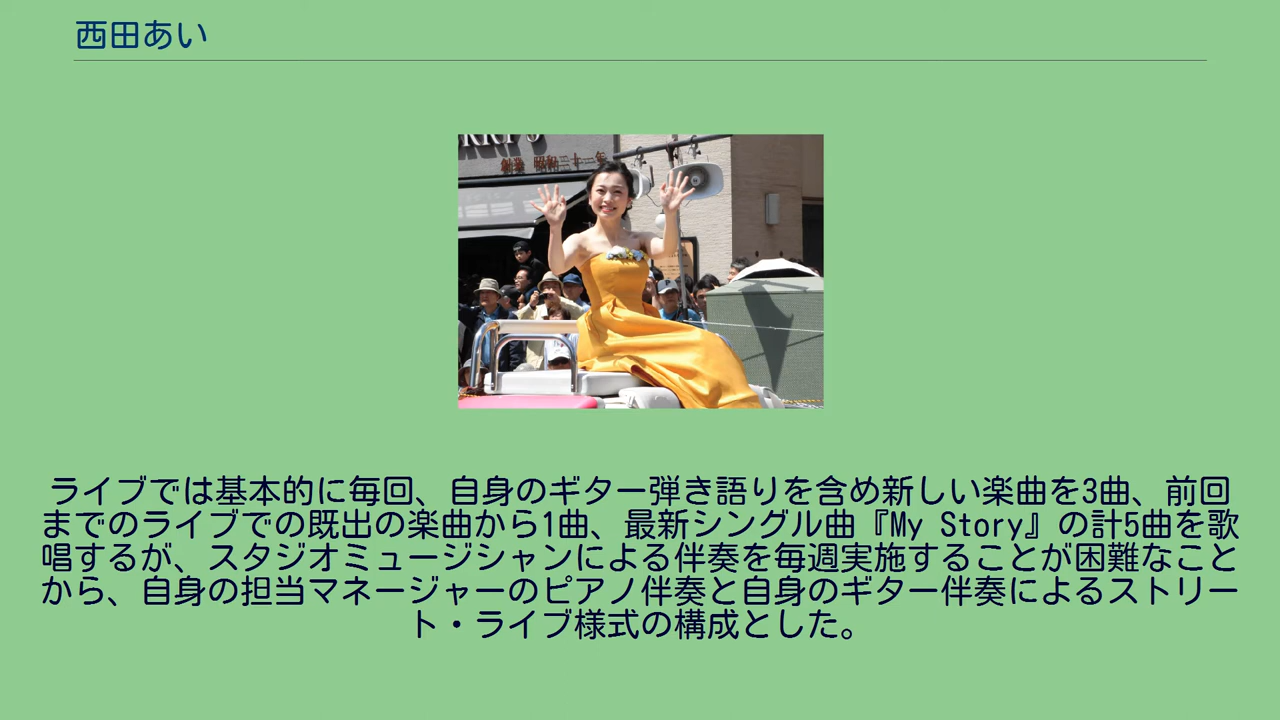 西田あい
創業 昭和三十一年
ライブでは基本的に毎回、自身のギター弾き語りを含め新しい楽曲を3曲、前回
までのライブでの既出の楽曲から1曲、最新シングル曲『My Story』の計5曲を歌
唱するが、スタジオミュージシャンによる伴奏を毎週実施することが困難なこと
から、自身の担当マネージャーのピアノ伴奏と自身のギター伴奏によるストリー
ト・ライブ様式の構成とした。